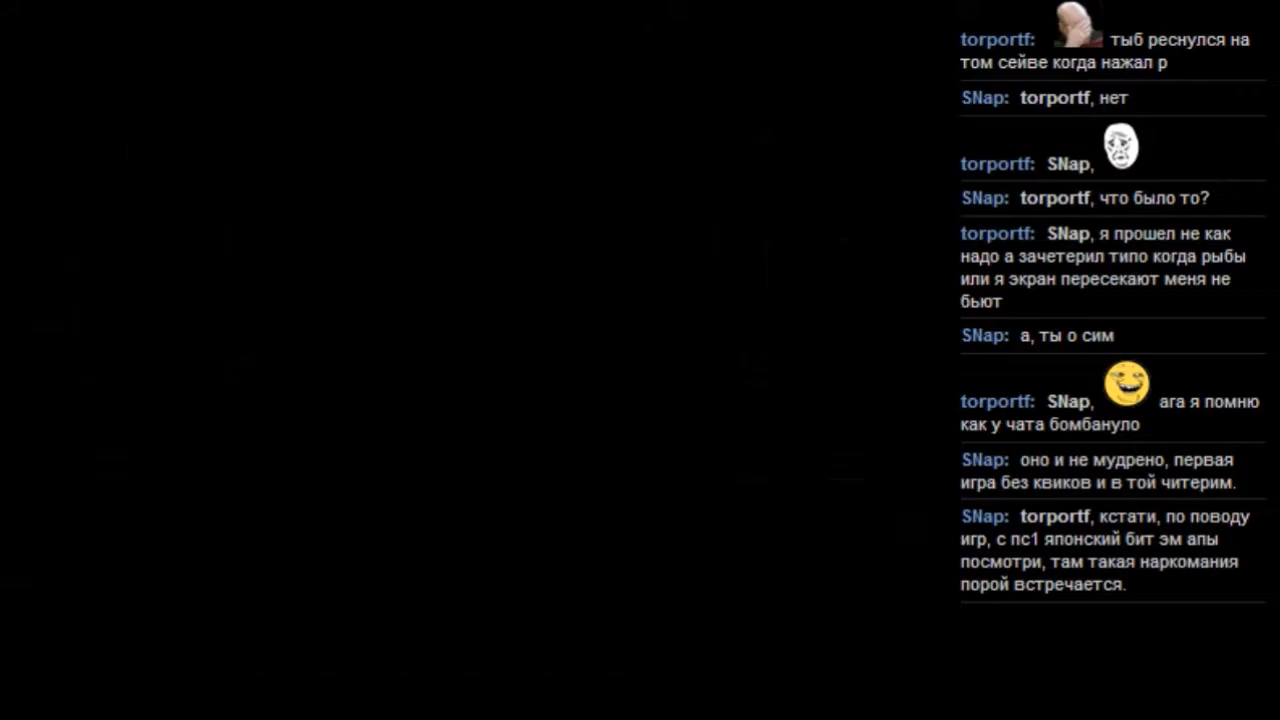 torportf: тыб реснулся на
том сейве когда нажал р
SNap: torportf, нет
torportf: SNap,
SNap: torportf, что было то?
torportf: SNap, я прошел не как
надо а зачетерил типо когда рыбы
или я экран пересекают меня не
бьют
SNap: а, ты о сим
torportf: SNap, ага я помню
как у чата бомбануло
SNap: оно и не мудрено, первая
игра без квиков и в той читерим.
SNap: torportf, кстати, по поводу
игр, с пс1 японский бит эм апы
посмотри, там такая наркомания
порой встречается.